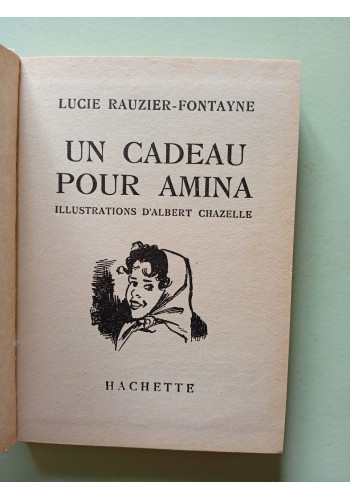 LUCIE RAUZIER-FONTAYNE
UN CADEAU
POUR AMINA
ILLUSTRATIONS D'ALBERT CHAZELLE
HACHETTE